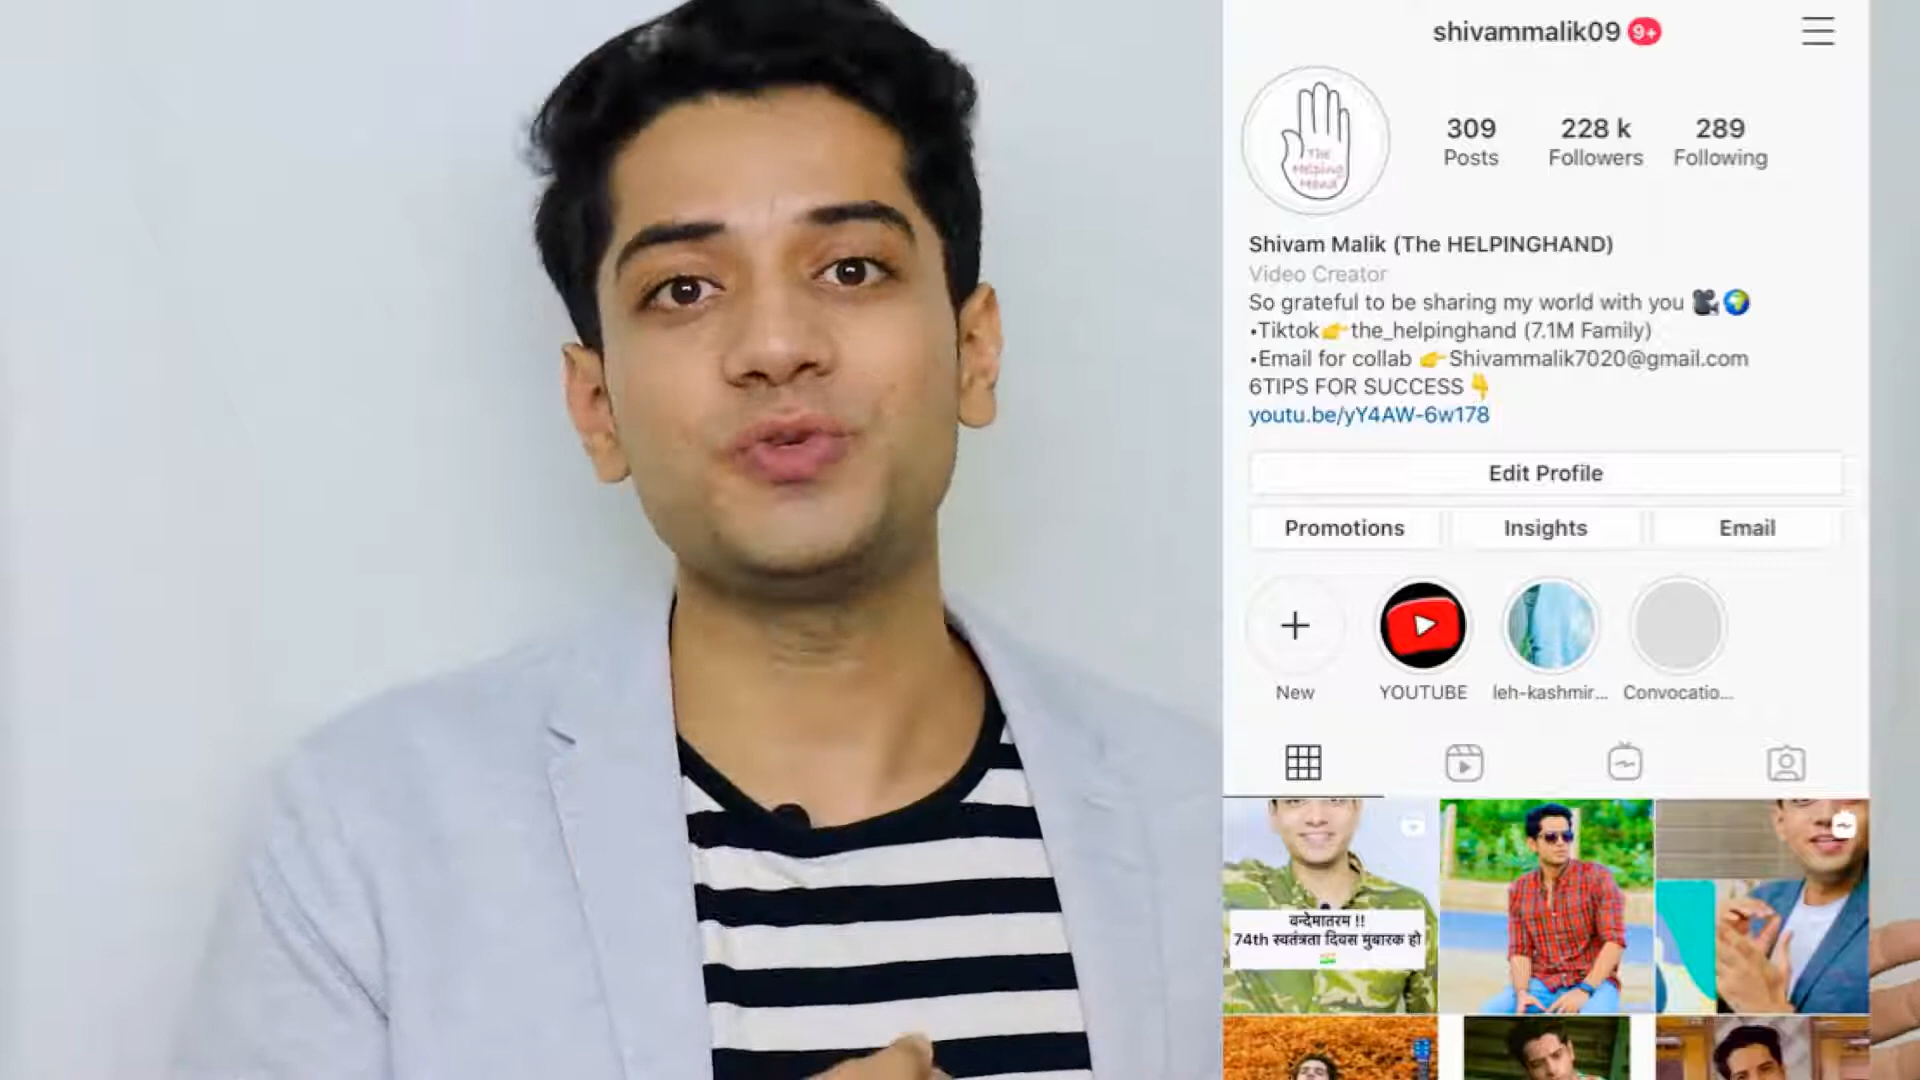 shivammalik09 9+
The
Helping
Hand
309 228 k 289
Posts Followers Following
Shivam Malik (The HELPINGHAND)
Video Creator
So grateful to be sharing my world with you 🎥🌍
•Tiktok👉the_helpinghand (7.1M Family)
•Email for collab 👉Shivammalik7020@gmail.com
6TIPS FOR SUCCESS👇
youtu.be/yY4AW-6w178
Edit Profile
Promotions Insights Email
New YOUTUBE leh-kashmir... Convocatio...
वन्देमातरम !!
74th स्वतंत्रता दिवस मुबारक हो